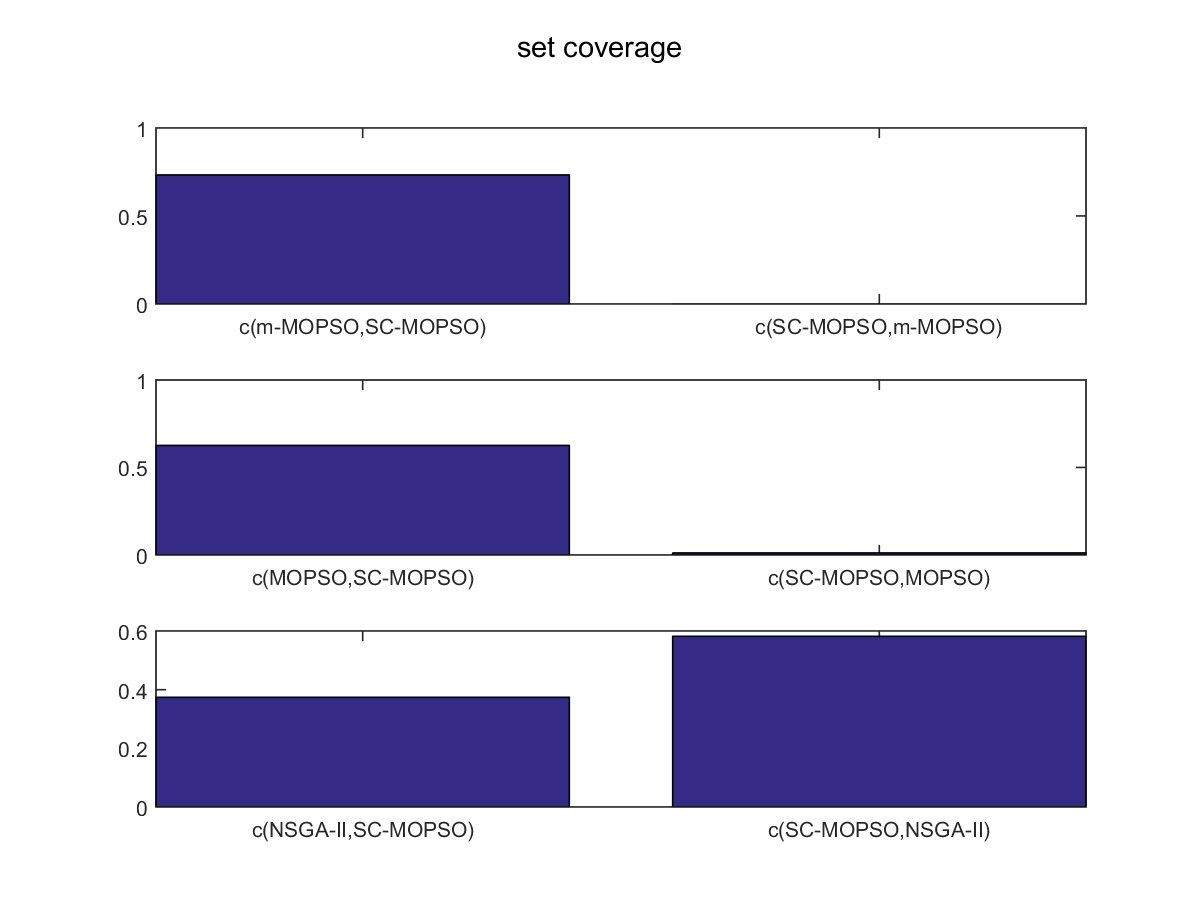 set coverage
1
0.5
0
c(m-MOPSO,SC-MOPSO) c(SC-MOPSO,m-MOPSO)
1
0.5
0
c(MOPSO,SC-MOPSO) c(SC-MOPSO,MOPSO)
0.6
0.4
0.2
0
c(NSGA-II,SC-MOPSO) c(SC-MOPSO,NSGA-II)